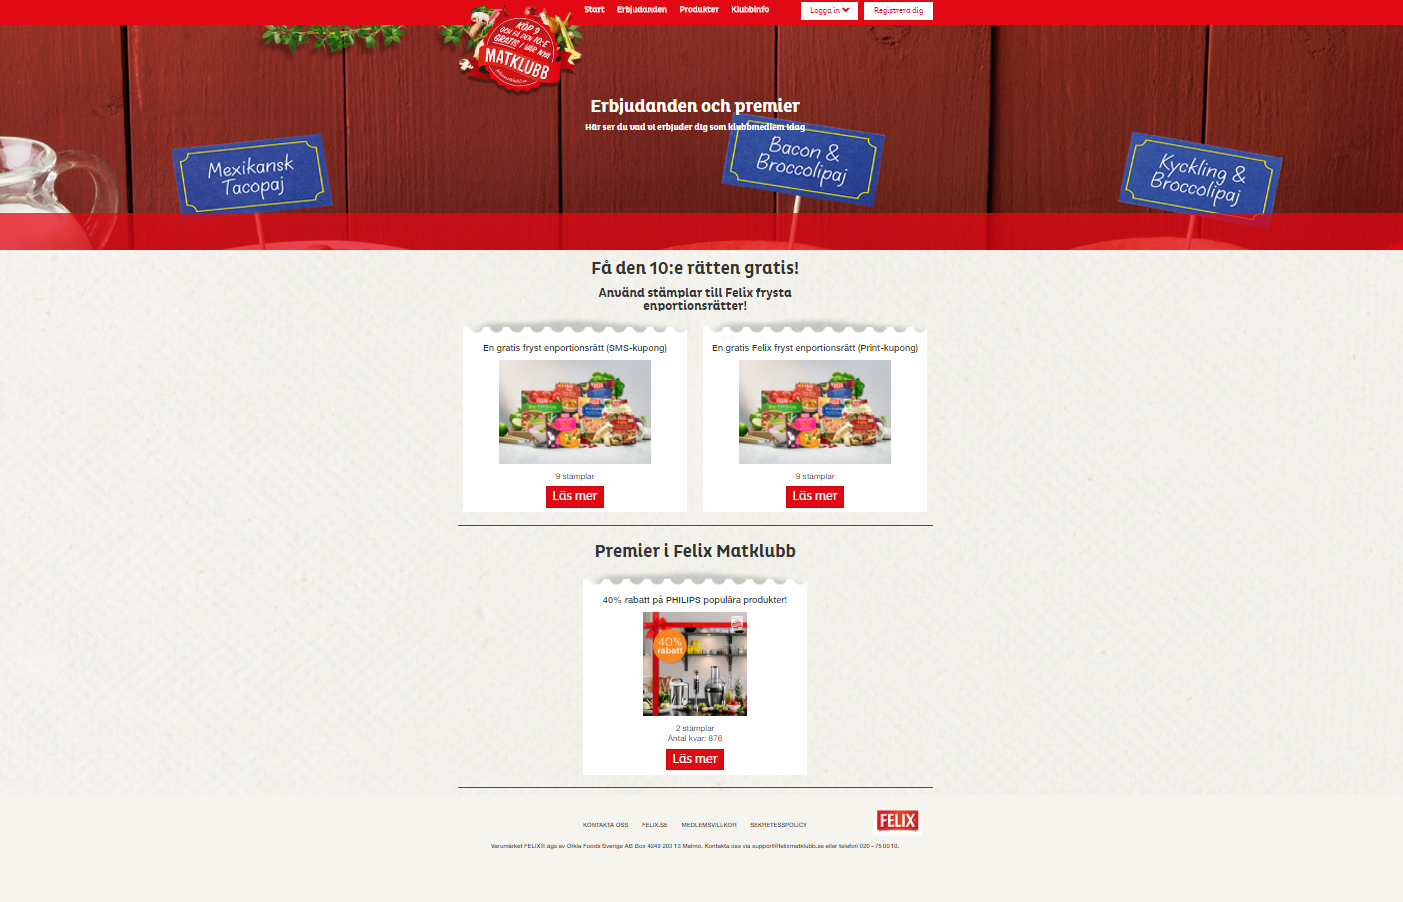 Start Erbjudanden Produkter Klubbinfo Logga in Registrera dig
KÖP 9
OCH FÅ DEN 10:E
GRATIS I VÅR NYA
MATKLUBB
Erbjudanden och premier
Här ser du vad vi erbjuder dig som klubbmedlem idag
Mexikansk
Tacopaj
Bacon &
Broccolipaj
Kyckling &
Broccolipaj
Få den 10:e rätten gratis!
Använd stämplar till Felix frysta
enportionsrätter!
En gratis fryst enportionsrätt (SMS-kupong)
FELIX
9 stämplar
Läs mer
En gratis Felix fryst enportionsrätt (Print-kupong)
FELIX
9 stämplar
Läs mer
Premier i Felix Matklubb
40% rabatt på PHILIPS populära produkter!
40%
rabatt
2 stämplar
Antal kvar: 876
Läs mer
KONTAKTA OSS FELIX.SE MEDLEMSVILLKOR SEKRETESSPOLICY
FELIX
Varumärket FELIX® ägs av Orkla Foods Sverige AB Box 4249 203 13 Malmö. Kontakta oss via support@felixmatklubb.se eller telefon 020 - 75 00 10.